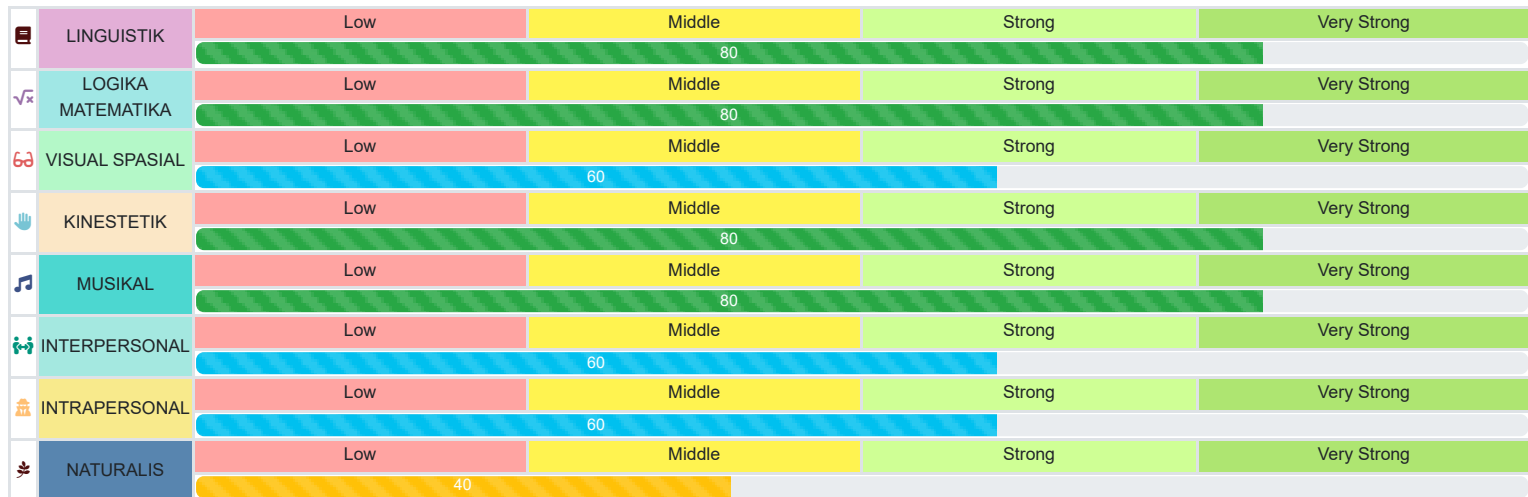 LINGUISTIK
Low Middle Strong Very Strong
80
LOGIKA
MATEMATIKA
Low Middle Strong Very Strong
80
VISUAL SPASIAL
Low Middle Strong Very Strong
60
KINESTETIK
Low Middle Strong Very Strong
80
MUSIKAL
Low Middle Strong Very Strong
80
INTERPERSONAL
Low Middle Strong Very Strong
60
INTRAPERSONAL
Low Middle Strong Very Strong
60
NATURALIS
Low Middle Strong Very Strong
40